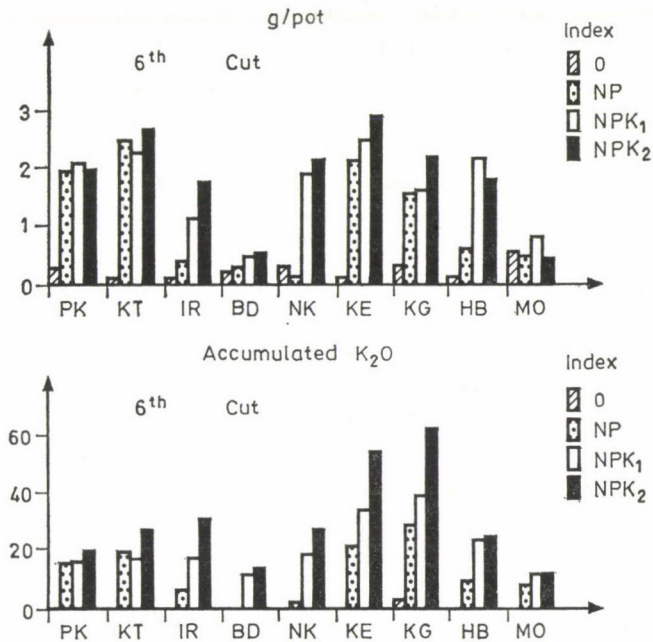 g/pot
6th Cut
Index
0
NP
NPK₁
NPK₂
3
2
1
0
PK KT IR BD NK KE KG HB MO
Accumulated K₂O
6th Cut
Index
0
NP
NPK₁
NPK₂
60
40
20
0
PK KT IR BD NK KE KG HB MO